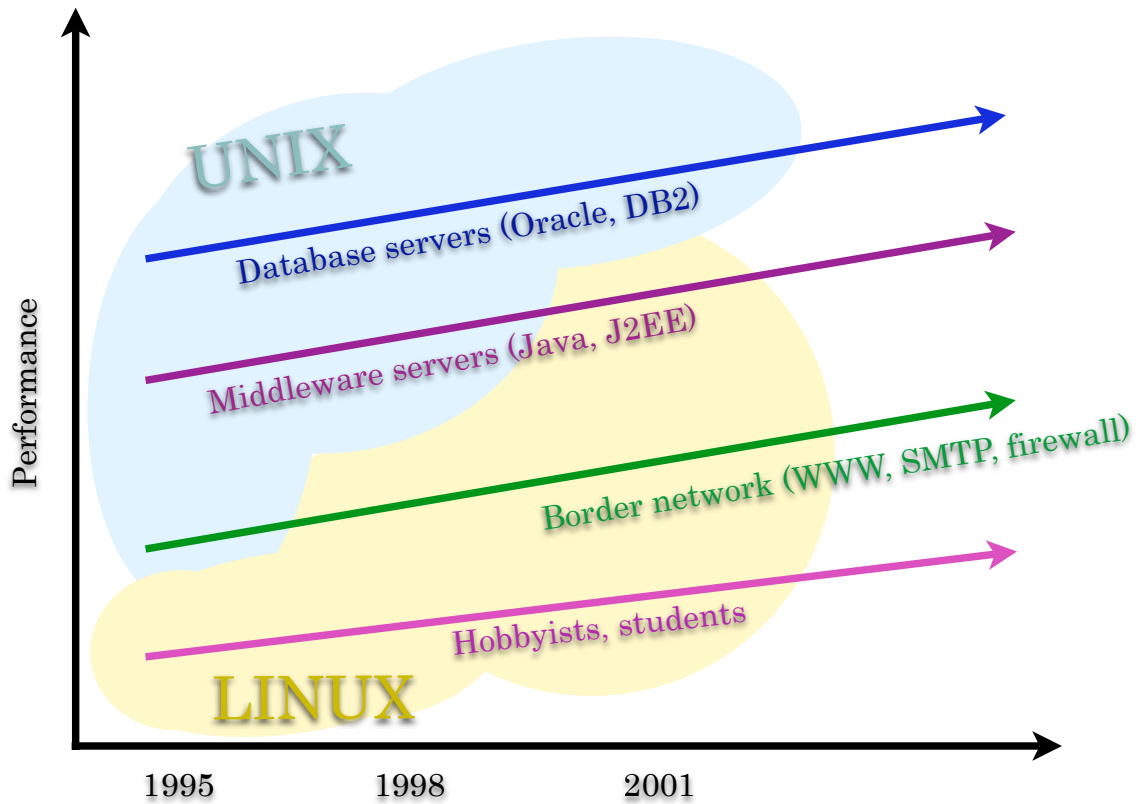 UNIX
Database servers (Oracle, DB2)
Middleware servers (Java, J2EE)
Performance
Border network (WWW, SMTP, firewall)
Hobbyists, students
LINUX
1995 1998 2001